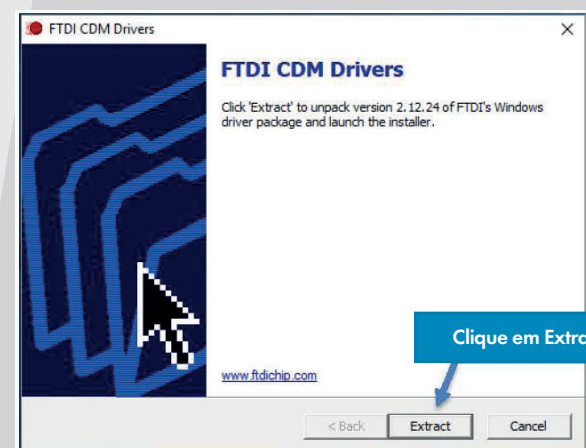 FTDI CDM Drivers
FTDI CDM Drivers
Click 'Extract' to unpack version 2.12.24 of FTDI's Windows
driver package and launch the installer.
Clique em Extra
www.ftdichip.com
< Back
Extract
Cancel